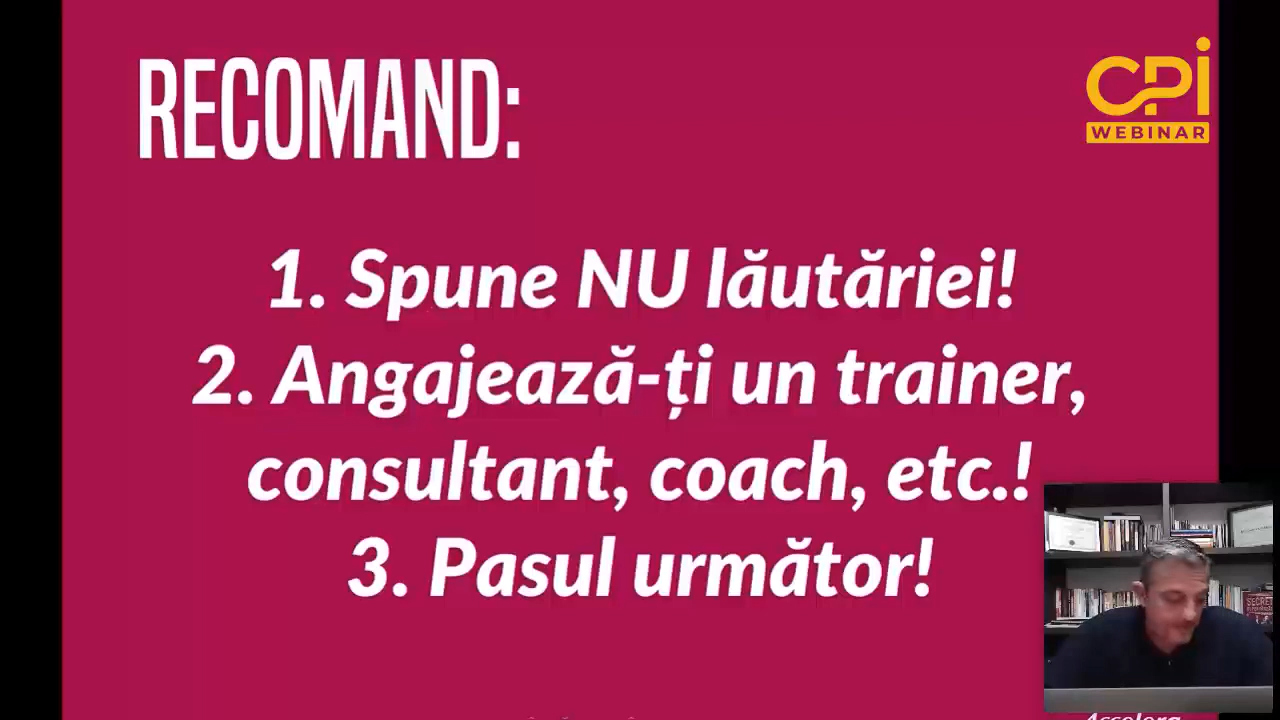 RECOMAND:
CPi
WEBINAR
1. Spune NU lăutăriei!
2. Angajează-ți un trainer,
consultant, coach, etc.!
3. Pasul următor!